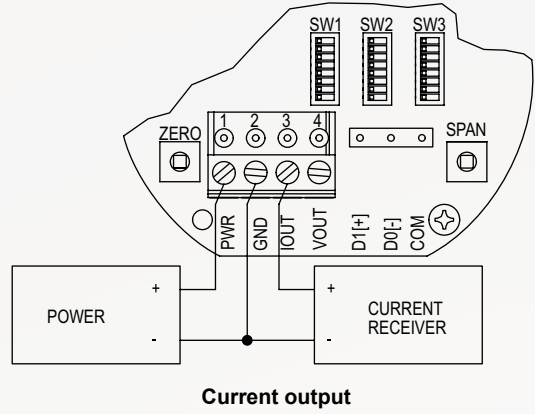 SW1 SW2 SW3
1 2 3 4
ZERO SPAN
PWR GND IOUT VOUT D1[+] D0[-] COM
+ +
POWER CURRENT
RECEIVER
- -
Current output